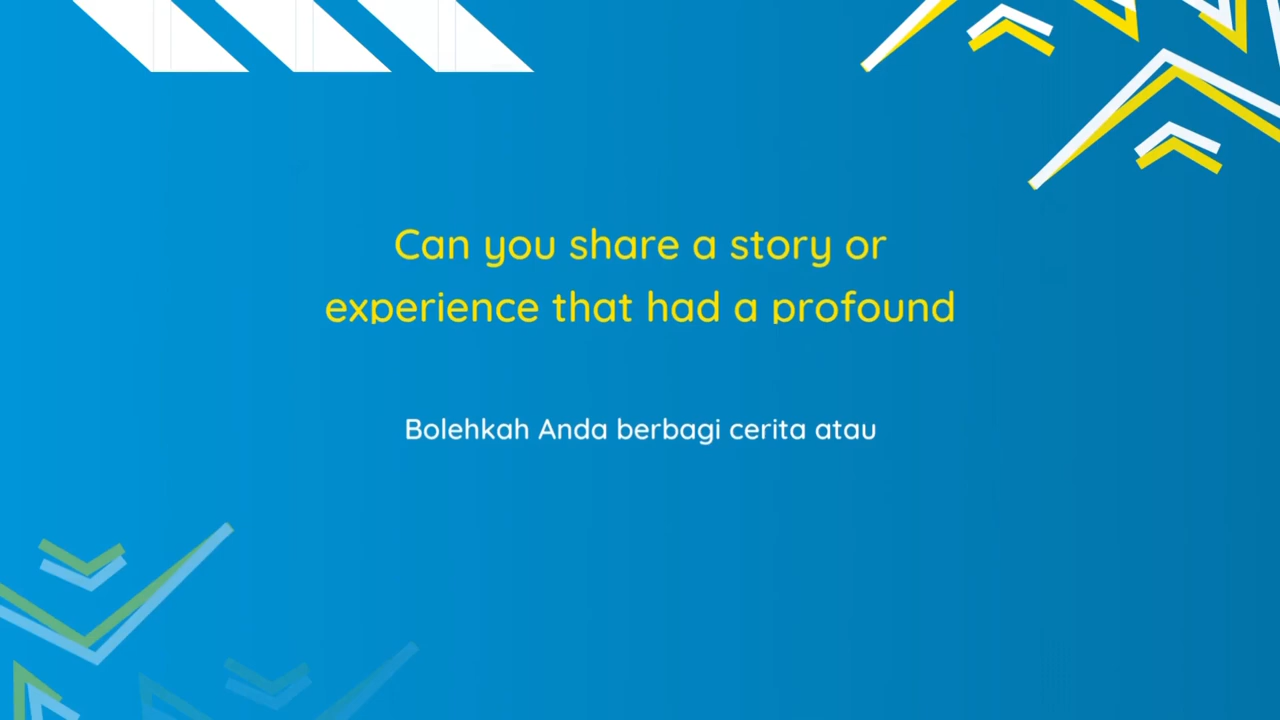 Can you share a story or
experience that had a profound
Bolehkah Anda berbagi cerita atau